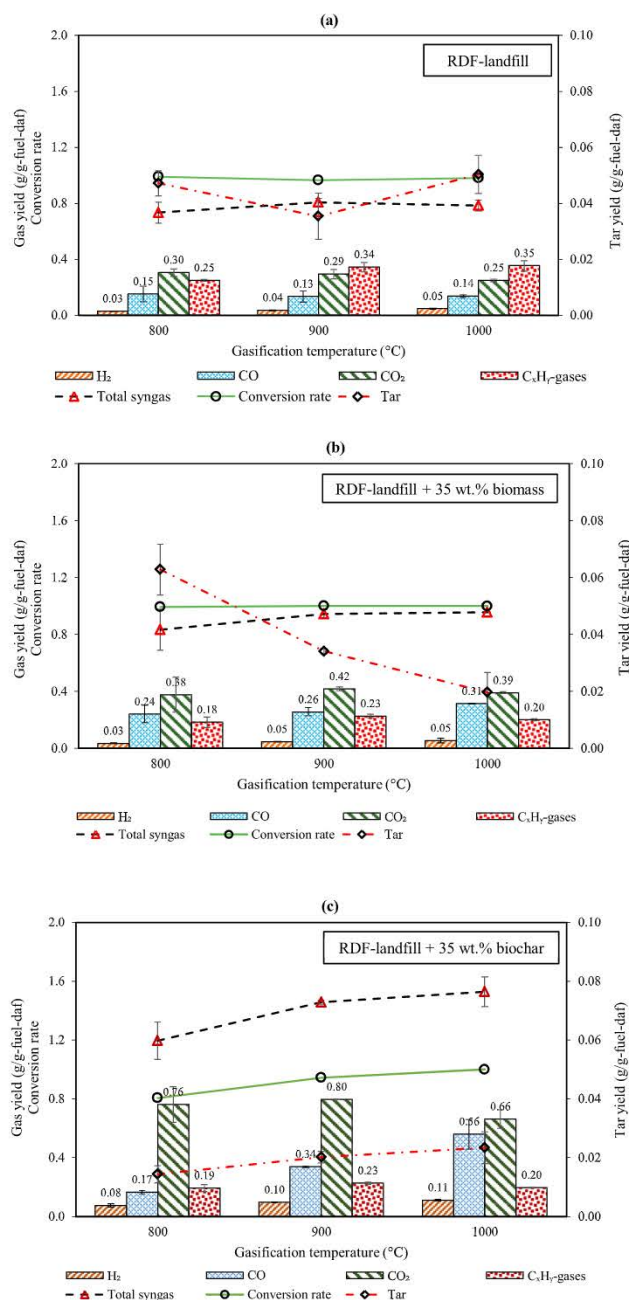 (a)
RDF-landfill
Gas yield (g/g-fuel-daf)
Conversion rate
Tar yield (g/g-fuel-daf)
2.0
1.6
1.2
0.8
0.4
0.0
0.10
0.08
0.06
0.04
0.02
0.00
0.03
0.15
0.30
0.25
0.04
0.13
0.29
0.34
0.05
0.14
0.25
0.35
800
900
1000
Gasification temperature (°C)
H₂
CO
CO₂
CₓHᵧ-gases
Total syngas
Conversion rate
Tar
(b)
RDF-landfill + 35 wt.% biomass
Gas yield (g/g-fuel-daf)
Conversion rate
Tar yield (g/g-fuel-daf)
2.0
1.6
1.2
0.8
0.4
0.0
0.10
0.08
0.06
0.04
0.02
0.00
0.03
0.24
0.38
0.18
0.05
0.26
0.42
0.23
0.05
0.31
0.39
0.20
800
900
1000
Gasification temperature (°C)
H₂
CO
CO₂
CₓHᵧ-gases
Total syngas
Conversion rate
Tar
(c)
RDF-landfill + 35 wt.% biochar
Gas yield (g/g-fuel-daf)
Conversion rate
Tar yield (g/g-fuel-daf)
2.0
1.6
1.2
0.8
0.4
0.0
0.10
0.08
0.06
0.04
0.02
0.00
0.08
0.17
0.76
0.19
0.10
0.34
0.80
0.23
0.11
0.56
0.66
0.20
800
900
1000
Gasification temperature (°C)
H₂
CO
CO₂
CₓHᵧ-gases
Total syngas
Conversion rate
Tar